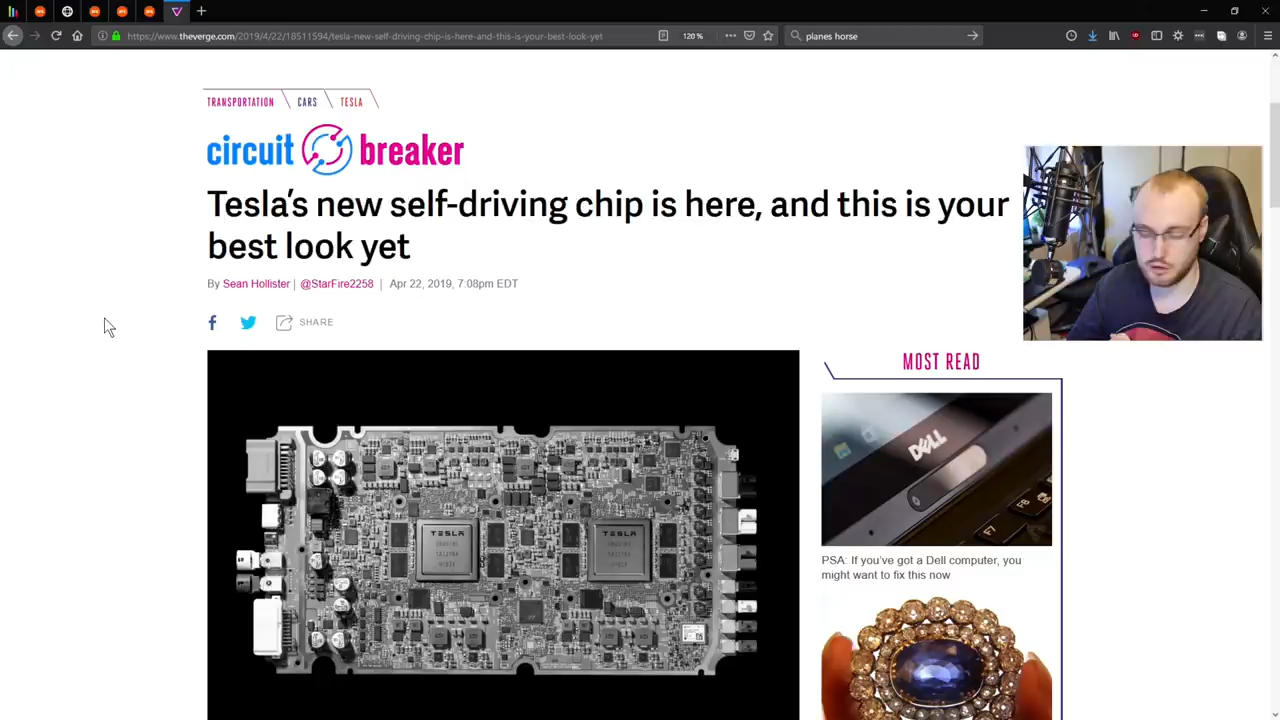 https://www.theverge.com/2019/4/22/18511594/tesla-new-self-driving-chip-is-here-and-this-is-your-best-look-yet
120%
planes horse
TRANSPORTATION
CARS
TESLA
circuit breaker
Tesla's new self-driving chip is here, and this is your
best look yet
By Sean Hollister | @StarFire2258 | Apr 22, 2019, 7:08pm EDT
SHARE
MOST READ
DELL
F8
F7
TESLA
TESLA
PSA: If you've got a Dell computer, you
might want to fix this now